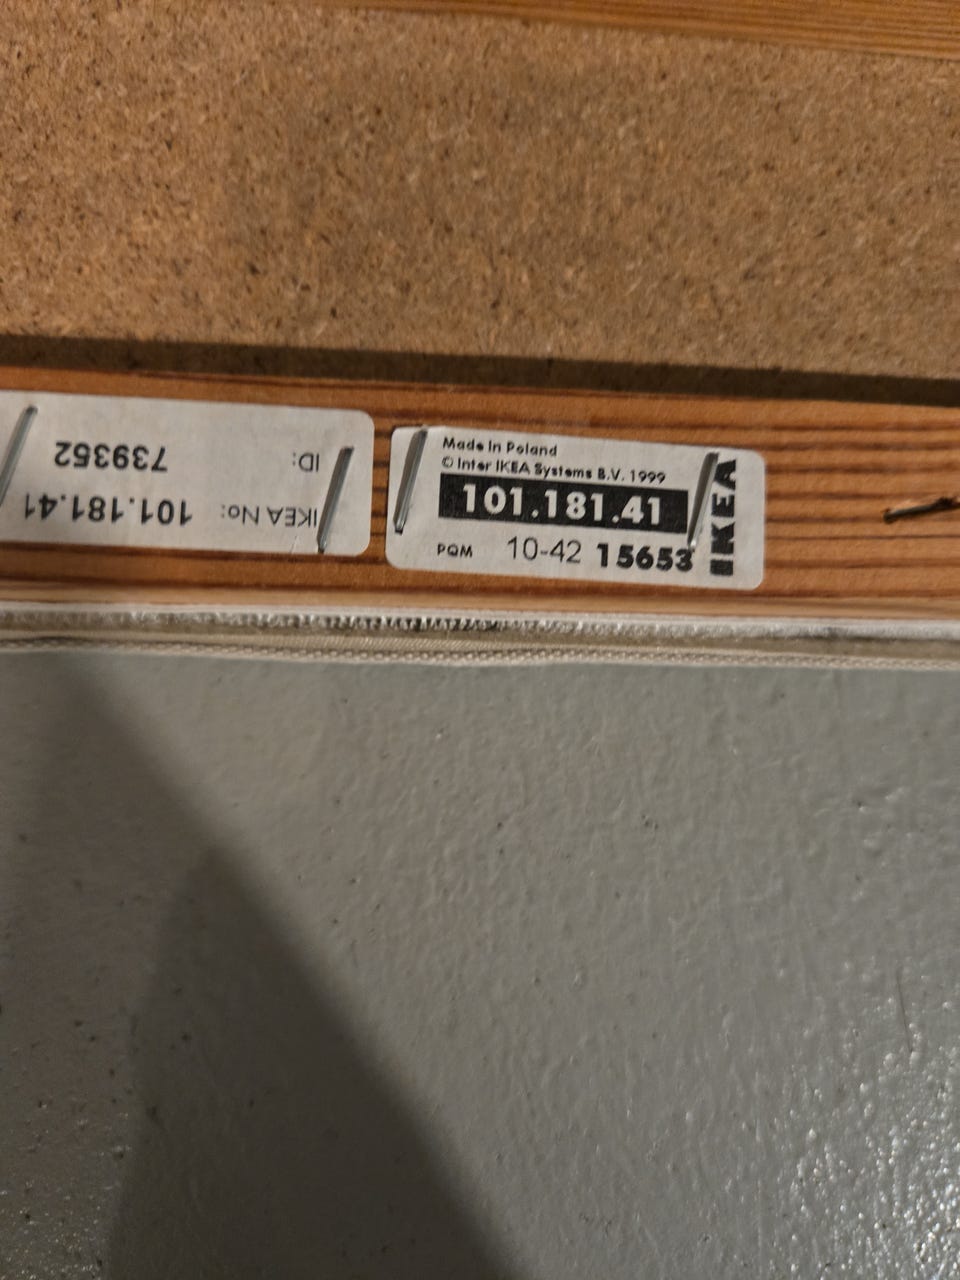 IKEA No: 101.181.41
ID: 739352
Made in Poland
© Inter IKEA Systems B.V. 1999
101.181.41
PQM 10-42 15653
IKEA